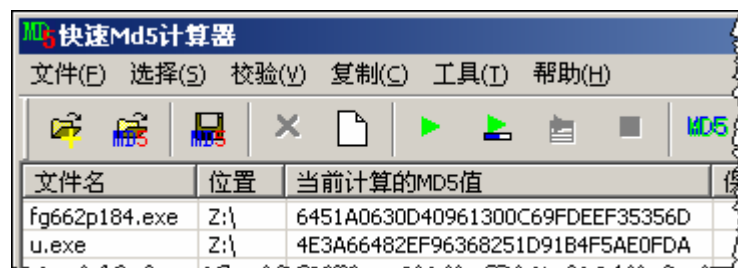 MD5 快速Md5计算器
文件(F) 选择(S) 校验(V) 复制(C) 工具(T) 帮助(H)
MD5 MD5 MD5
文件名 位置 当前计算的MD5值
fg662p184.exe Z:\ 6451A0630D40961300C69FDEEF35356D
u.exe Z:\ 4E3A66482EF96368251D91B4F5AE0FDA